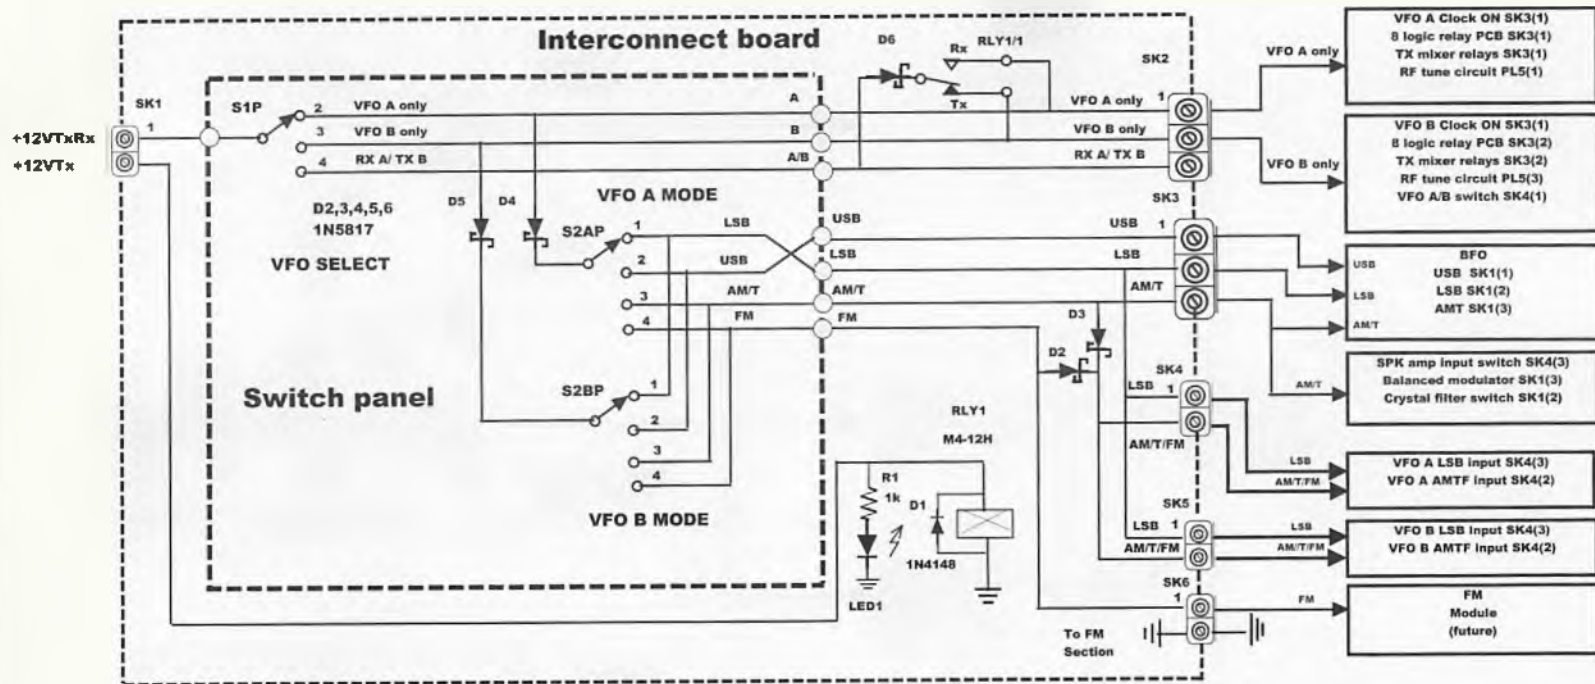 Interconnect board
SK1
+12VTxRx
+12VTx
1
S1P
2
VFO A only
3
VFO B only
4
RX A/ TX B
D2,3,4,5,6
1N5817
VFO SELECT
D5
D4
VFO A MODE
S2AP
1
LSB
2
USB
3
AM/T
4
FM
Switch panel
S2BP
1
2
3
4
VFO B MODE
A
B
A/B
USB
LSB
AM/T
FM
D6
Rx
RLY1/1
Tx
SK2
VFO A only
1
VFO B only
RX A/ TX B
SK3
USB
1
LSB
AM/T
D3
D2
SK4
LSB
1
AM/T/FM
RLY1
M4-12H
R1
1k
D1
1N4148
LED1
SK5
LSB
1
AM/T/FM
SK6
1
To FM
Section
VFO A only
VFO A Clock ON SK3(1)
8 logic relay PCB SK3(1)
TX mixer relays SK3(1)
RF tune circuit PL5(1)
VFO B only
VFO B Clock ON SK3(1)
8 logic relay PCB SK3(2)
TX mixer relays SK3(2)
RF tune circuit PL5(3)
VFO A/B switch SK4(1)
USB
LSB
AM/T
BFO
USB SK1(1)
LSB SK1(2)
AMT SK1(3)
AM/T
SPK amp input switch SK4(3)
Balanced modulator SK1(3)
Crystal filter switch SK1(2)
LSB
AM/T/FM
VFO A LSB input SK4(3)
VFO A AMTF input SK4(2)
LSB
AM//T/FM
VFO B LSB Input SK4(3)
VFO B AMTF Input SK4(2)
FM
FM
Module
(future)